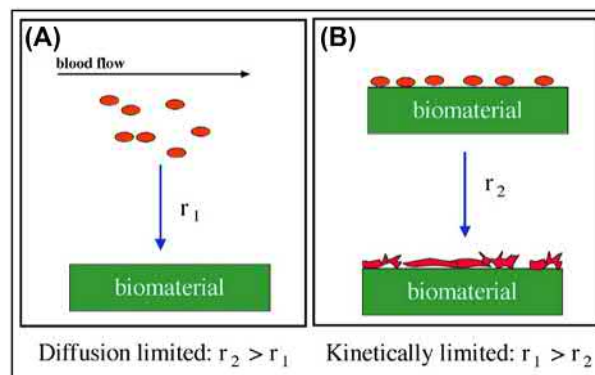 (A)
blood flow
r1
biomaterial
Diffusion limited: r2 > r1
(B)
biomaterial
r2
biomaterial
Kinetically limited: r1 > r2